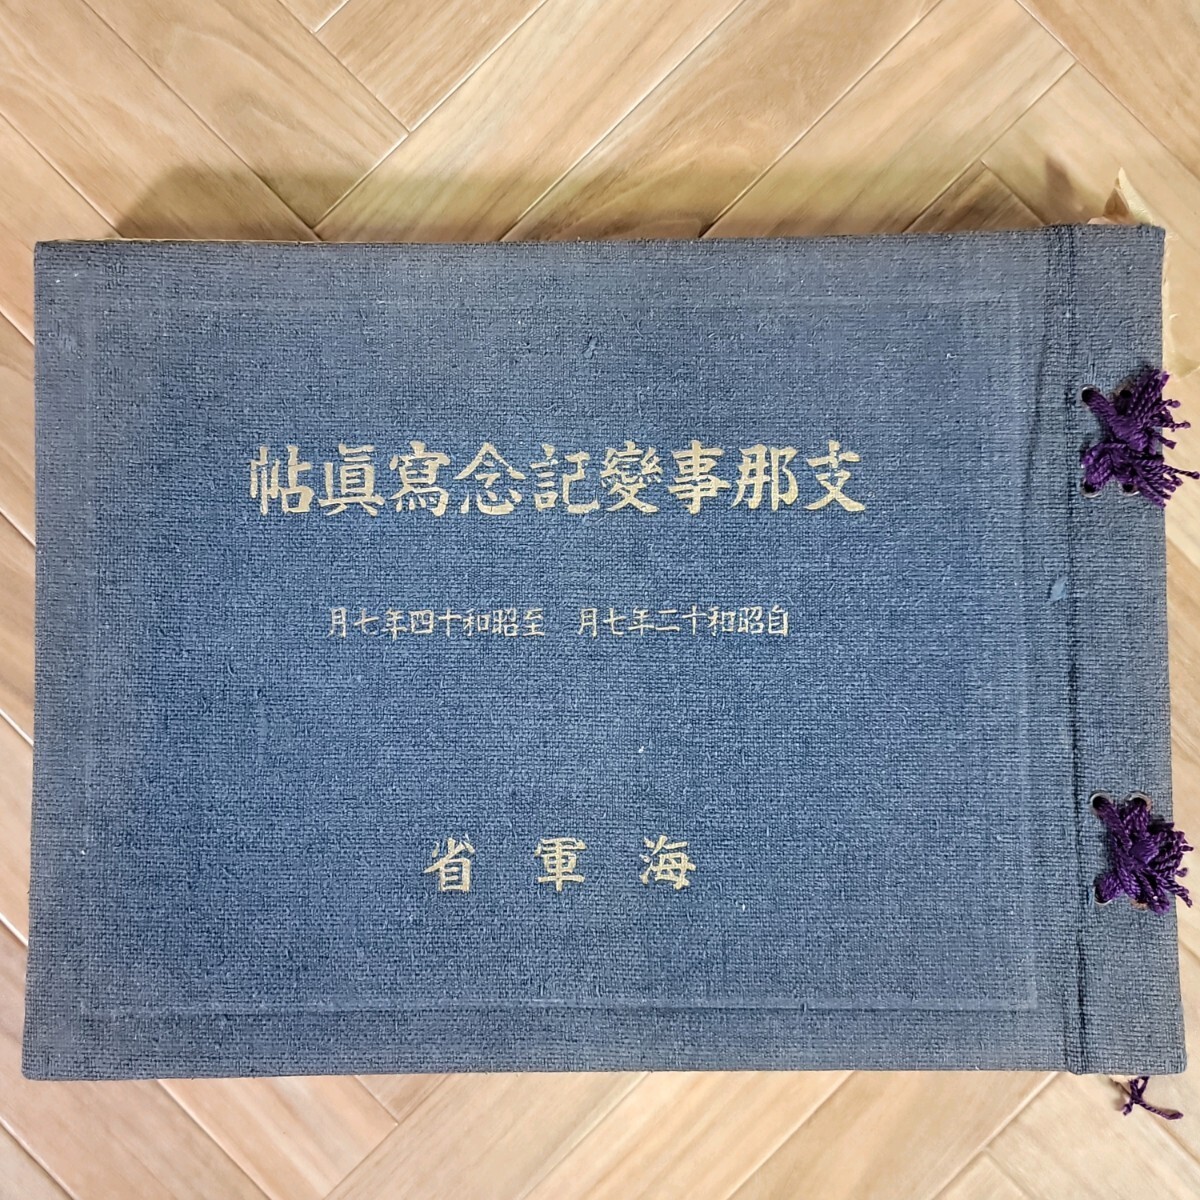 支那事變記念寫眞帖
自昭和十二年七月 至昭和十四年七月
海軍省